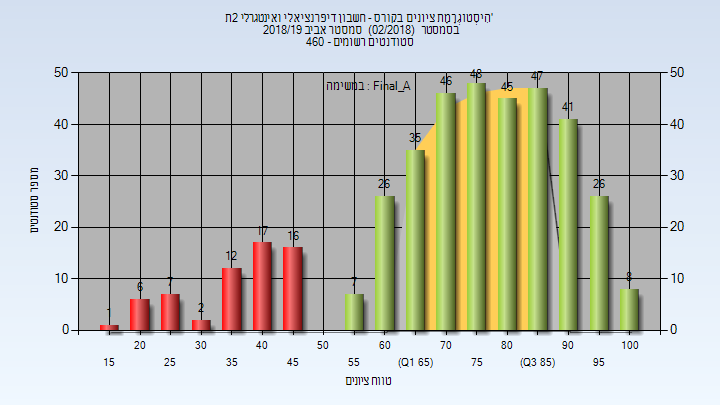 היסטוגרמת ציונים בקורס - חשבון דיפרנציאלי ואינטגרלי 2ת'
בסמסטר (02/2018) סמסטר אביב 2018/19
סטודנטים רשומים - 460
במשימה : Final_A
מספר סטודנטים
50 50
40 40
30 30
20 20
10 10
0 0
1 6 7 2 12 17 16 7 26 35 46 48 45 47 41 26 8
20 30 40 50 60 70 80 90 100
15 25 35 45 55 (Q1 65) 75 (Q3 85) 95
טווח ציונים